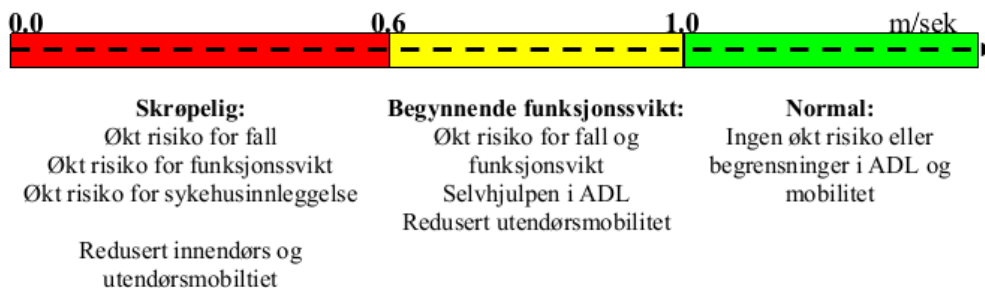 0.0 0.6 1.0 m/sek
Skrøpelig:
Økt risiko for fall
Økt risiko for funksjonssvikt
Økt risiko for sykehusinnleggelse
Redusert innendørs og
utendørsmobiltiet
Begynnende funksjonssvikt:
Økt risiko for fall og
funksjonsvikt
Selvhjulpen i ADL
Redusert utendørsmobilitet
Normal:
Ingen økt risiko eller
begrensninger i ADL og
mobilitet